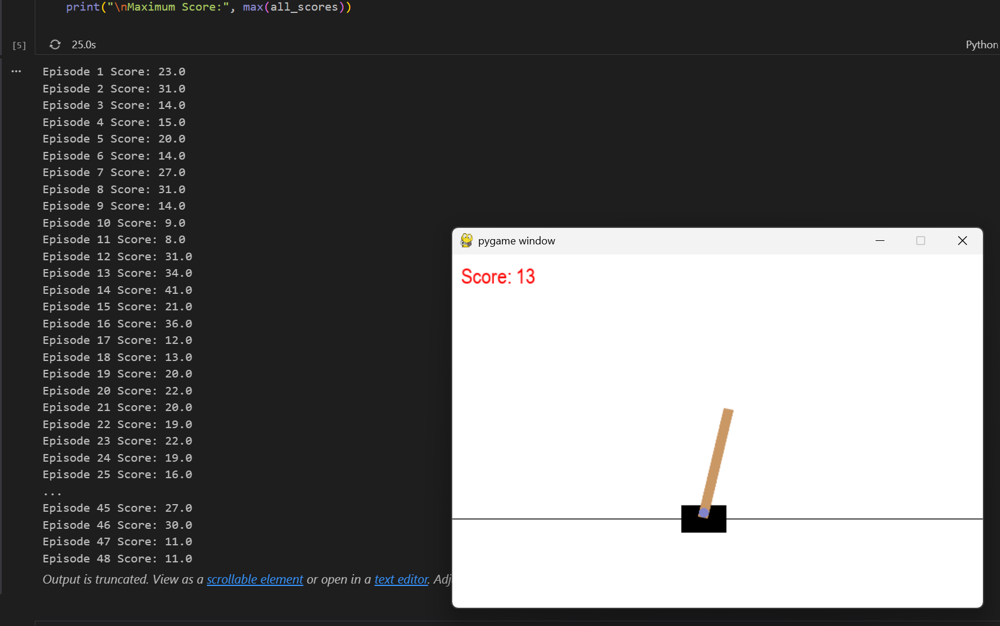 print("\nMaximum Score:", max(all_scores))
[5]
25.0s
Python
...
Episode 1 Score: 23.0
Episode 2 Score: 31.0
Episode 3 Score: 14.0
Episode 4 Score: 15.0
Episode 5 Score: 20.0
Episode 6 Score: 14.0
Episode 7 Score: 27.0
Episode 8 Score: 31.0
Episode 9 Score: 14.0
Episode 10 Score: 9.0
Episode 11 Score: 8.0
Episode 12 Score: 31.0
Episode 13 Score: 34.0
Episode 14 Score: 41.0
Episode 15 Score: 21.0
Episode 16 Score: 36.0
Episode 17 Score: 12.0
Episode 18 Score: 13.0
Episode 19 Score: 20.0
Episode 20 Score: 22.0
Episode 21 Score: 20.0
Episode 22 Score: 19.0
Episode 23 Score: 22.0
Episode 24 Score: 19.0
Episode 25 Score: 16.0
...
Episode 45 Score: 27.0
Episode 46 Score: 30.0
Episode 47 Score: 11.0
Episode 48 Score: 11.0
Output is truncated. View as a scrollable element or open in a text editor. Adj
pygame window
Score: 13